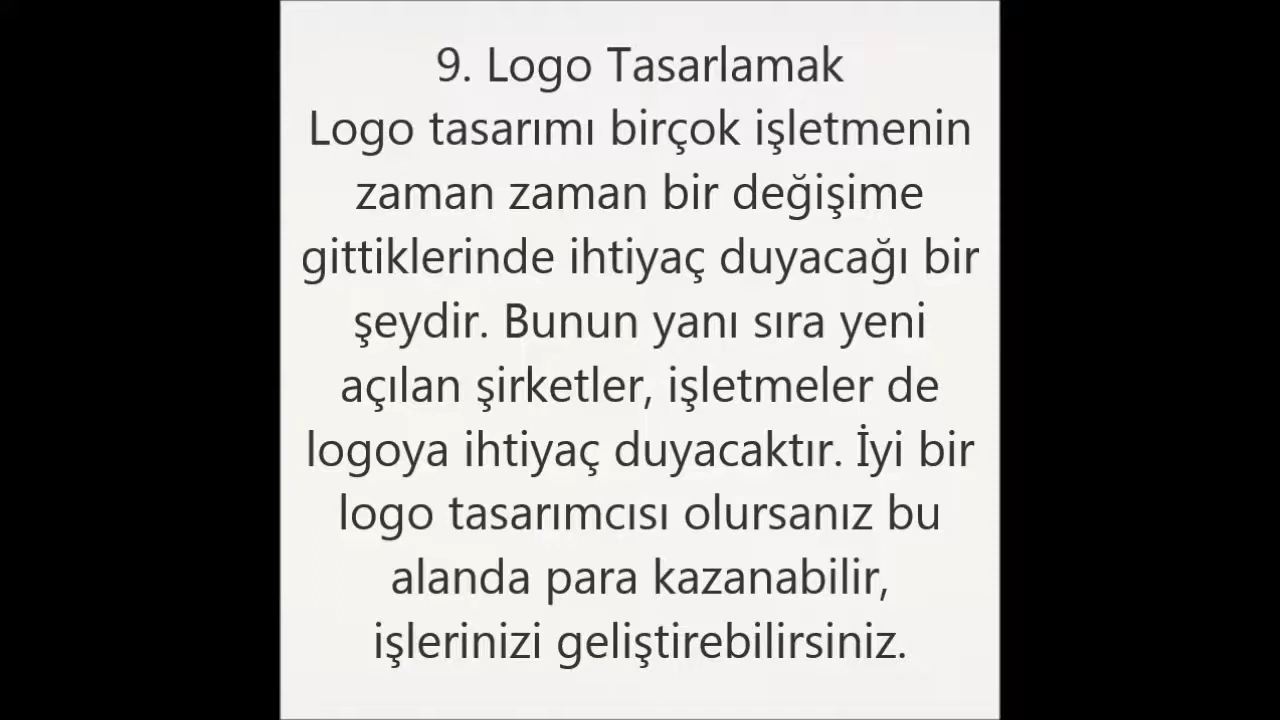 9. Logo Tasarlamak
Logo tasarımı birçok işletmenin
zaman zaman bir değişime
gittiklerinde ihtiyaç duyacağı bir
şeydir. Bunun yanı sıra yeni
açılan şirketler, işletmeler de
logoya ihtiyaç duyacaktır. İyi bir
logo tasarımcısı olursanız bu
alanda para kazanabilir,
işlerinizi geliştirebilirsiniz.